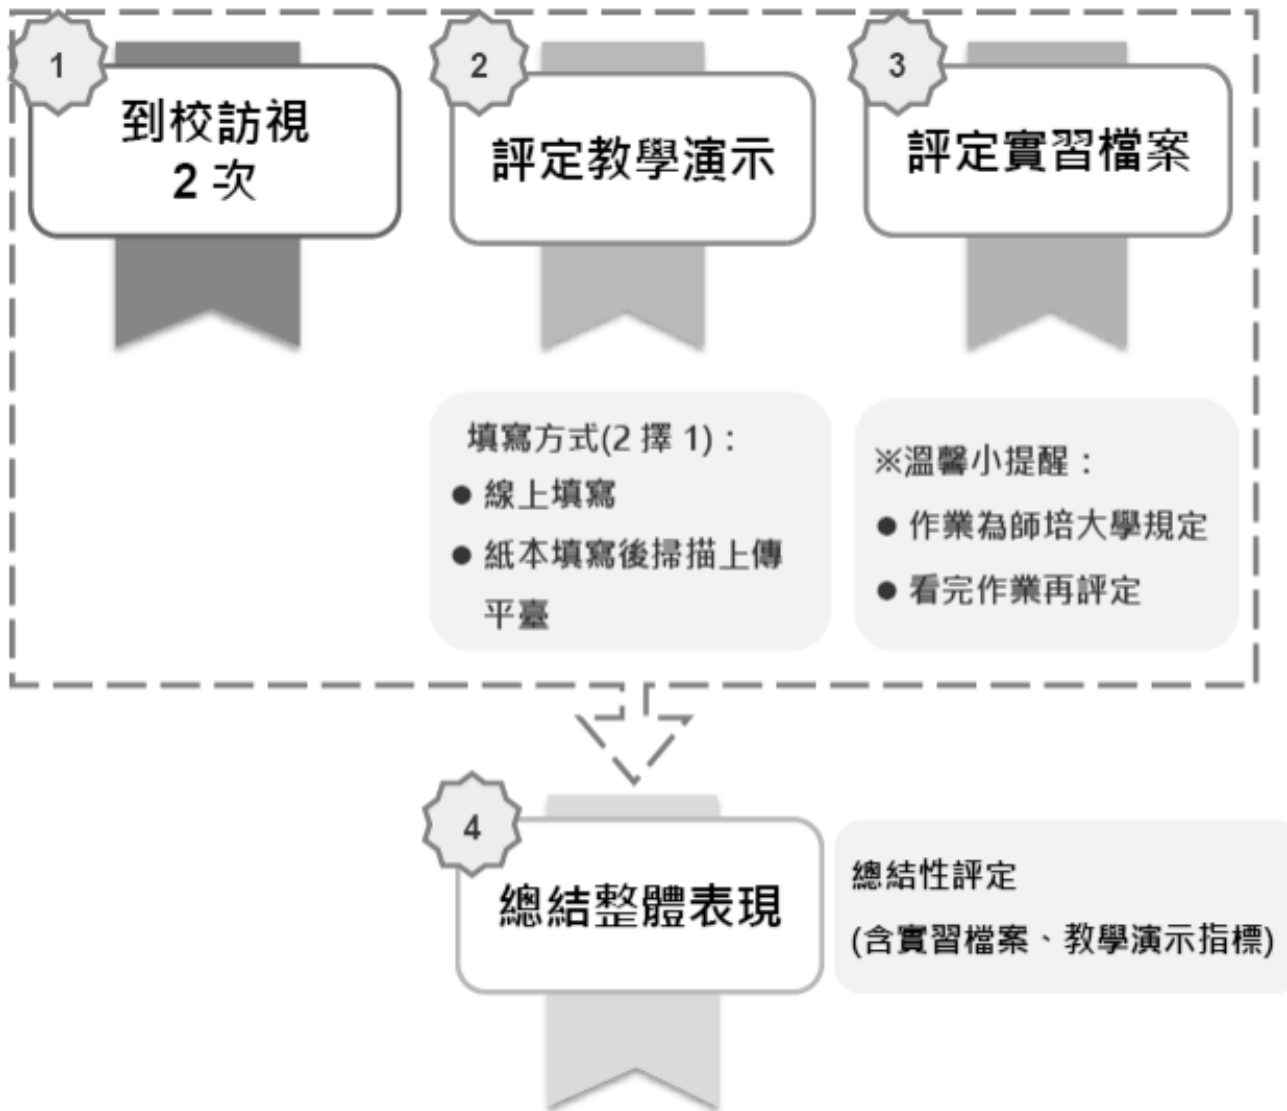 1
到校訪視
2 次
2
評定教學演示
填寫方式(2 擇 1)：
● 線上填寫
● 紙本填寫後掃描上傳
平臺
3
評定實習檔案
※溫馨小提醒：
● 作業為師培大學規定
● 看完作業再評定
4
總結整體表現
總結性評定
(含實習檔案、教學演示指標)